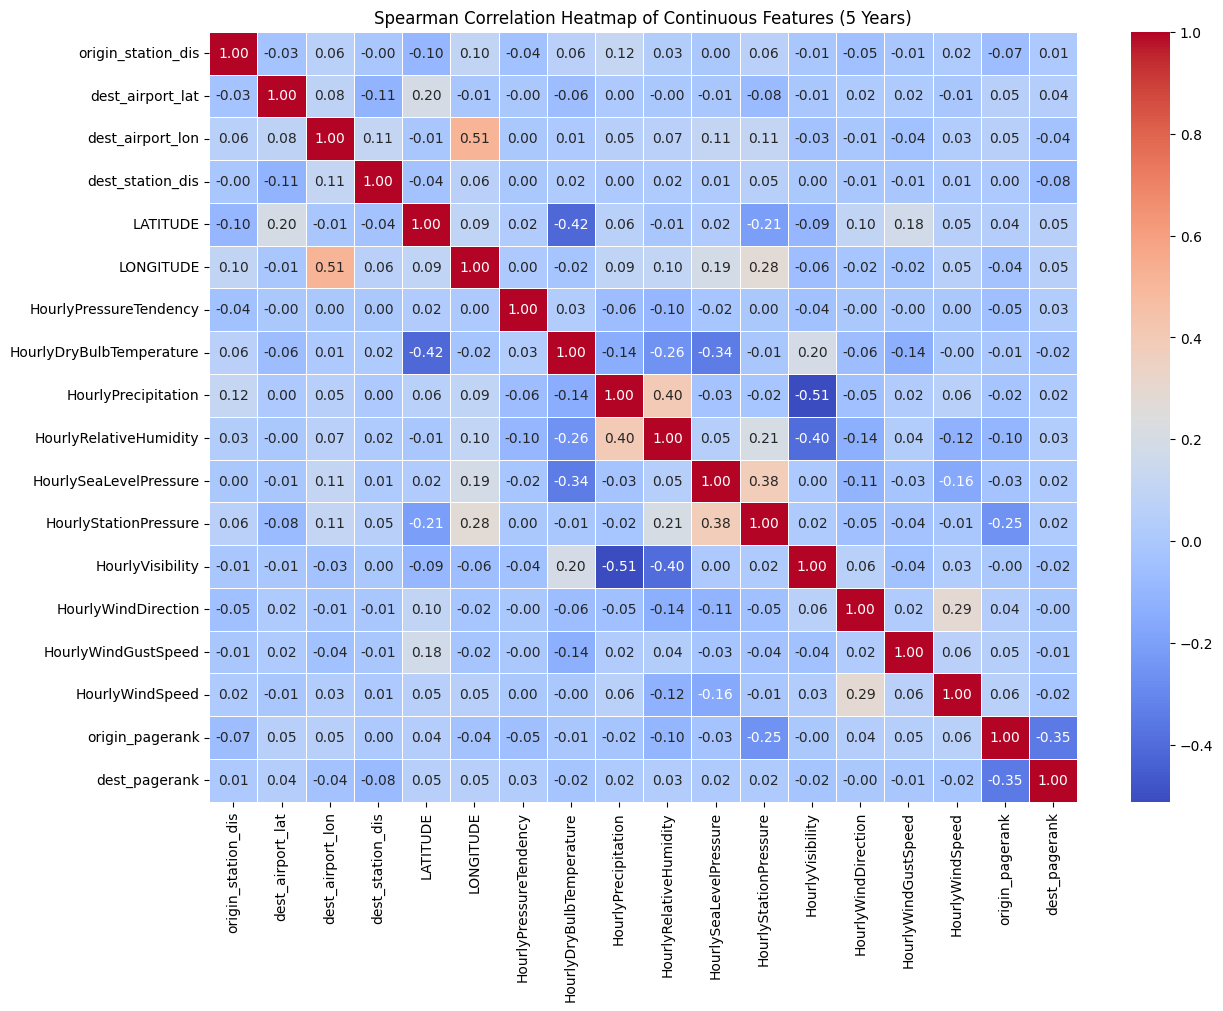 Spearman Correlation Heatmap of Continuous Features (5 Years)
origin_station_dis 1.00 -0.03 0.06 -0.00 -0.10 0.10 -0.04 0.06 0.12 0.03 0.00 0.06 -0.01 -0.05 -0.01 0.02 -0.07 0.01
dest_airport_lat -0.03 1.00 0.08 -0.11 0.20 -0.01 -0.00 -0.06 0.00 -0.00 -0.01 -0.08 -0.01 0.02 0.02 -0.01 0.05 0.04
dest_airport_lon 0.06 0.08 1.00 0.11 -0.01 0.51 0.00 0.01 0.05 0.07 0.11 0.11 -0.03 -0.01 -0.04 0.03 0.05 -0.04
dest_station_dis -0.00 -0.11 0.11 1.00 -0.04 0.06 0.00 0.02 0.00 0.02 0.01 0.05 0.00 -0.01 -0.01 0.01 0.00 -0.08
LATITUDE -0.10 0.20 -0.01 -0.04 1.00 0.09 0.02 -0.42 0.06 -0.01 0.02 -0.21 -0.09 0.10 0.18 0.05 0.04 0.05
LONGITUDE 0.10 -0.01 0.51 0.06 0.09 1.00 0.00 -0.02 0.09 0.10 0.19 0.28 -0.06 -0.02 -0.02 0.05 -0.04 0.05
HourlyPressureTendency -0.04 -0.00 0.00 0.00 0.02 0.00 1.00 0.03 -0.06 -0.10 -0.02 0.00 -0.04 -0.00 -0.00 0.00 -0.05 0.03
HourlyDryBulbTemperature 0.06 -0.06 0.01 0.02 -0.42 -0.02 0.03 1.00 -0.14 -0.26 -0.34 -0.01 0.20 -0.06 -0.14 -0.00 -0.01 -0.02
HourlyPrecipitation 0.12 0.00 0.05 0.00 0.06 0.09 -0.06 -0.14 1.00 0.40 -0.03 -0.02 -0.51 -0.05 0.02 0.06 -0.02 0.02
HourlyRelativeHumidity 0.03 -0.00 0.07 0.02 -0.01 0.10 -0.10 -0.26 0.40 1.00 0.05 0.21 -0.40 -0.14 0.04 -0.12 -0.10 0.03
HourlySeaLevelPressure 0.00 -0.01 0.11 0.01 0.02 0.19 -0.02 -0.34 -0.03 0.05 1.00 0.38 0.00 -0.11 -0.03 -0.16 -0.03 0.02
HourlyStationPressure 0.06 -0.08 0.11 0.05 -0.21 0.28 0.00 -0.01 -0.02 0.21 0.38 1.00 0.02 -0.05 -0.04 -0.01 -0.25 0.02
HourlyVisibility -0.01 -0.01 -0.03 0.00 -0.09 -0.06 -0.04 0.20 -0.51 -0.40 0.00 0.02 1.00 0.06 -0.04 0.03 -0.00 -0.02
HourlyWindDirection -0.05 0.02 -0.01 -0.01 0.10 -0.02 -0.00 -0.06 -0.05 -0.14 -0.11 -0.05 0.06 1.00 0.02 0.29 0.04 -0.00
HourlyWindGustSpeed -0.01 0.02 -0.04 -0.01 0.18 -0.02 -0.00 -0.14 0.02 0.04 -0.03 -0.04 -0.04 0.02 1.00 0.06 0.05 -0.01
HourlyWindSpeed 0.02 -0.01 0.03 0.01 0.05 0.05 0.00 -0.00 0.06 -0.12 -0.16 -0.01 0.03 0.29 0.06 1.00 0.06 -0.02
origin_pagerank -0.07 0.05 0.05 0.00 0.04 -0.04 -0.05 -0.01 -0.02 -0.10 -0.03 -0.25 -0.00 0.04 0.05 0.06 1.00 -0.35
dest_pagerank 0.01 0.04 -0.04 -0.08 0.05 0.05 0.03 -0.02 0.02 0.03 0.02 0.02 -0.02 -0.00 -0.01 -0.02 -0.35 1.00
origin_station_dis
dest_airport_lat
dest_airport_lon
dest_station_dis
LATITUDE
LONGITUDE
HourlyPressureTendency
HourlyDryBulbTemperature
HourlyPrecipitation
HourlyRelativeHumidity
HourlySeaLevelPressure
HourlyStationPressure
HourlyVisibility
HourlyWindDirection
HourlyWindGustSpeed
HourlyWindSpeed
origin_pagerank
dest_pagerank
1.0
0.8
0.6
0.4
0.2
0.0
−0.2
−0.4